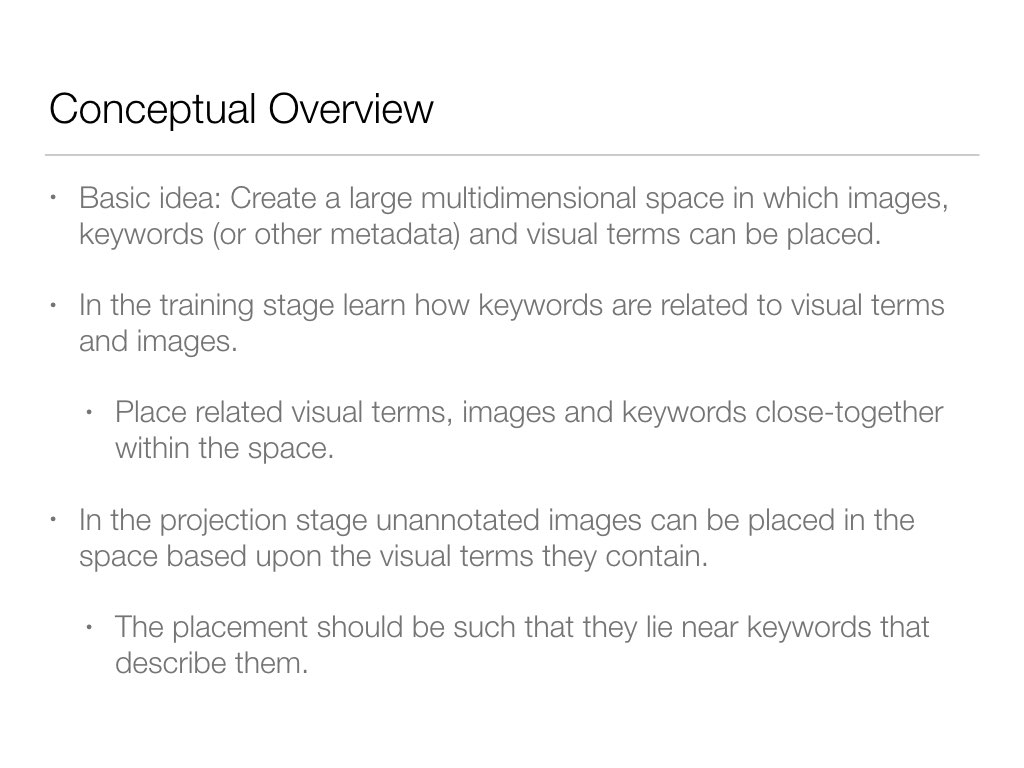 Conceptual Overview
• Basic idea: Create a large multidimensional space in which images,
keywords (or other metadata) and visual terms can be placed.
• In the training stage learn how keywords are related to visual terms
and images.
• Place related visual terms, images and keywords close-together
within the space.
• In the projection stage unannotated images can be placed in the
space based upon the visual terms they contain.
• The placement should be such that they lie near keywords that
describe them.